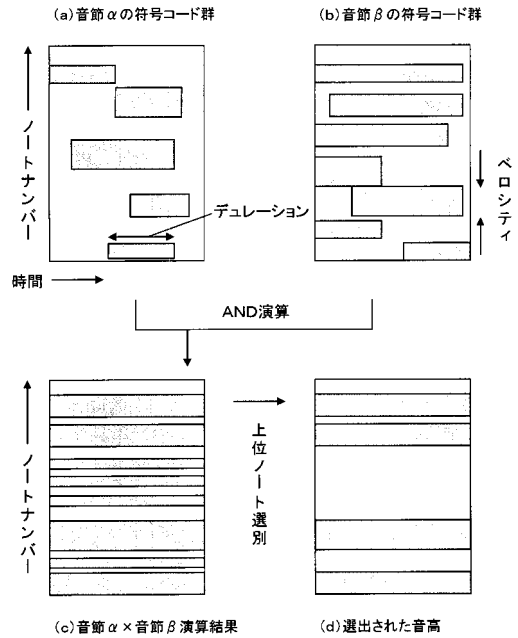 (a)音節αの符号コード群
(b)音節βの符号コード群
ノートナンバー
ベロシティ
デュレーション
時間
AND演算
ノートナンバー
上位ノート選別
(c)音節α×音節β演算結果
(d)選出された音高